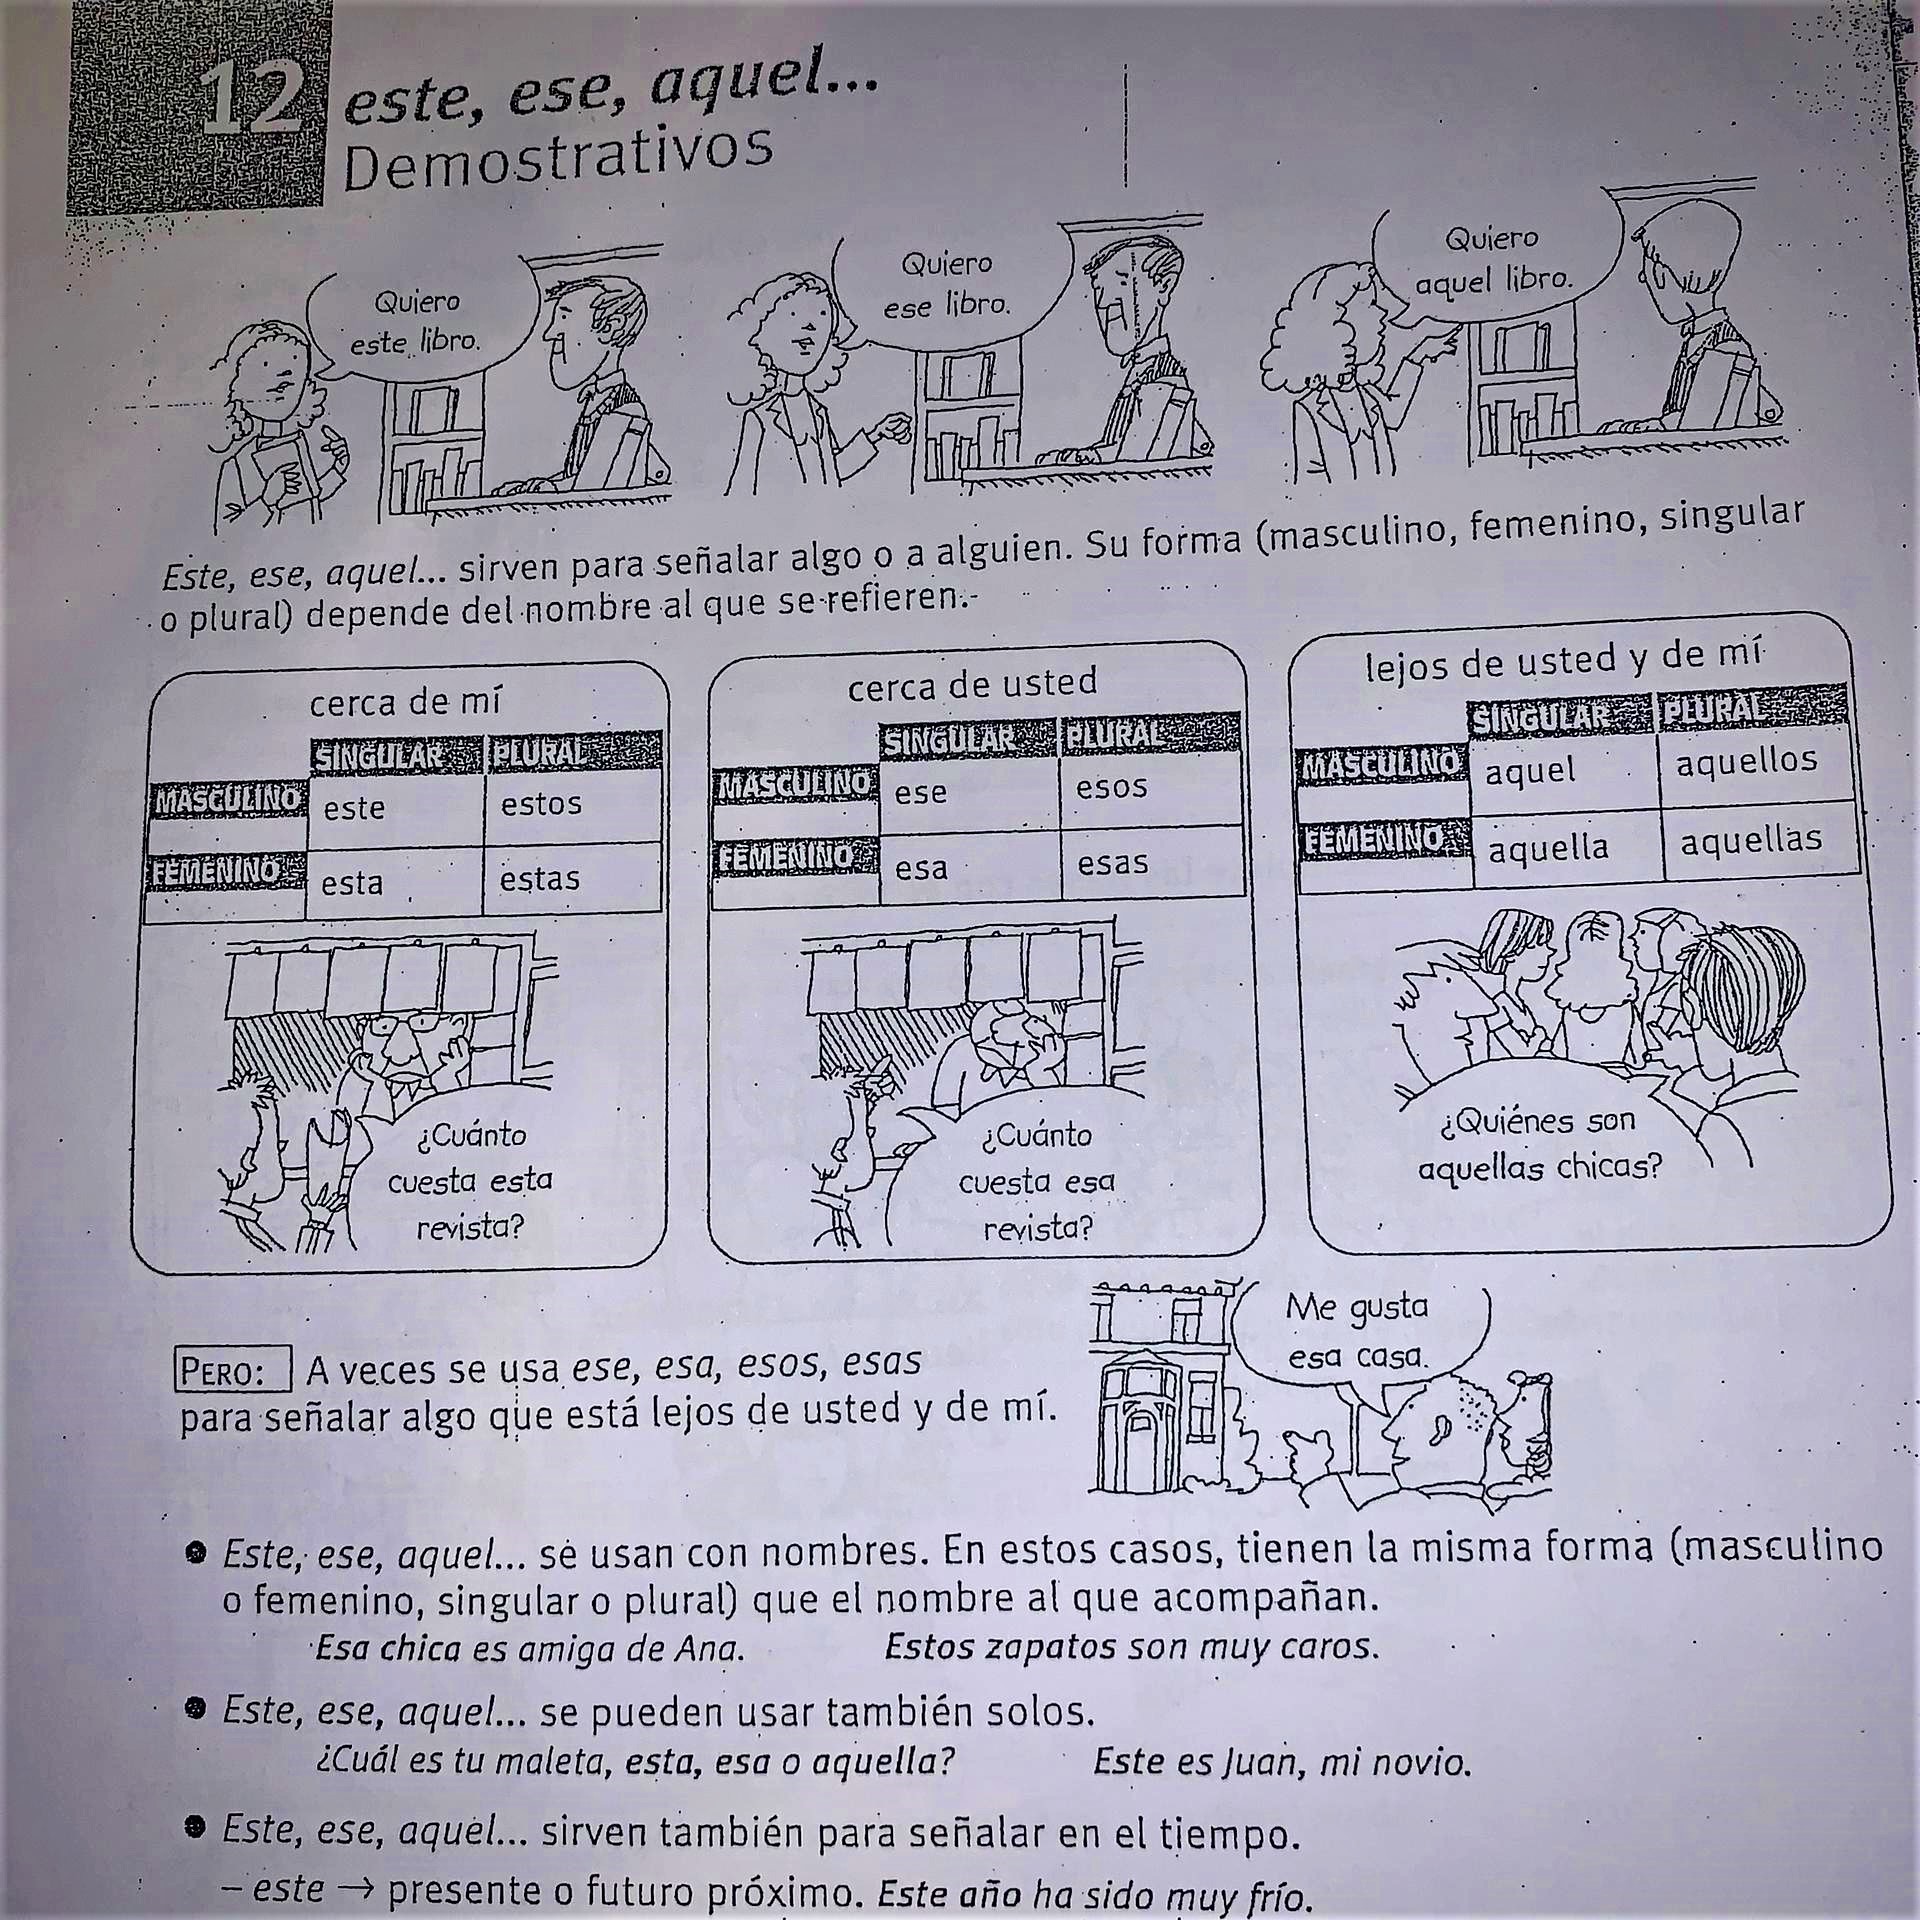 12
este, ese, aquel...
Demostrativos
Quiero
este libro.
Quiero
ese libro.
Quiero
aquel libro.
Este, ese, aquel... sirven para señalar algo o a alguien. Su forma (masculino, femenino, singular
o plural) depende del nombre al que se refieren.
cerca de mí
SINGULAR PLURAL
MASCULINO este estos
FEMENINO esta estas
¿Cuánto
cuesta esta
revista?
cerca de usted
SINGULAR PLURAL
MASCULINO ese esos
FEMENINO esa esas
¿Cuánto
cuesta esa
revista?
lejos de usted y de mí
SINGULAR PLURAL
MASCULINO aquel aquellos
FEMENINO aquella aquellas
¿Quiénes son
aquellas chicas?
PERO: A veces se usa ese, esa, esos, esas
para señalar algo que está lejos de usted y de mí.
Me gusta
esa casa.
● Este, ese, aquel... se usan con nombres. En estos casos, tienen la misma forma (masculino
o femenino, singular o plural) que el nombre al que acompañan.
Esa chica es amiga de Ana. Estos zapatos son muy caros.
● Este, ese, aquel... se pueden usar también solos.
¿Cuál es tu maleta, esta, esa o aquella? Este es Juan, mi novio.
● Este, ese, aquel... sirven también para señalar en el tiempo.
– este → presente o futuro próximo. Este año ha sido muy frío.